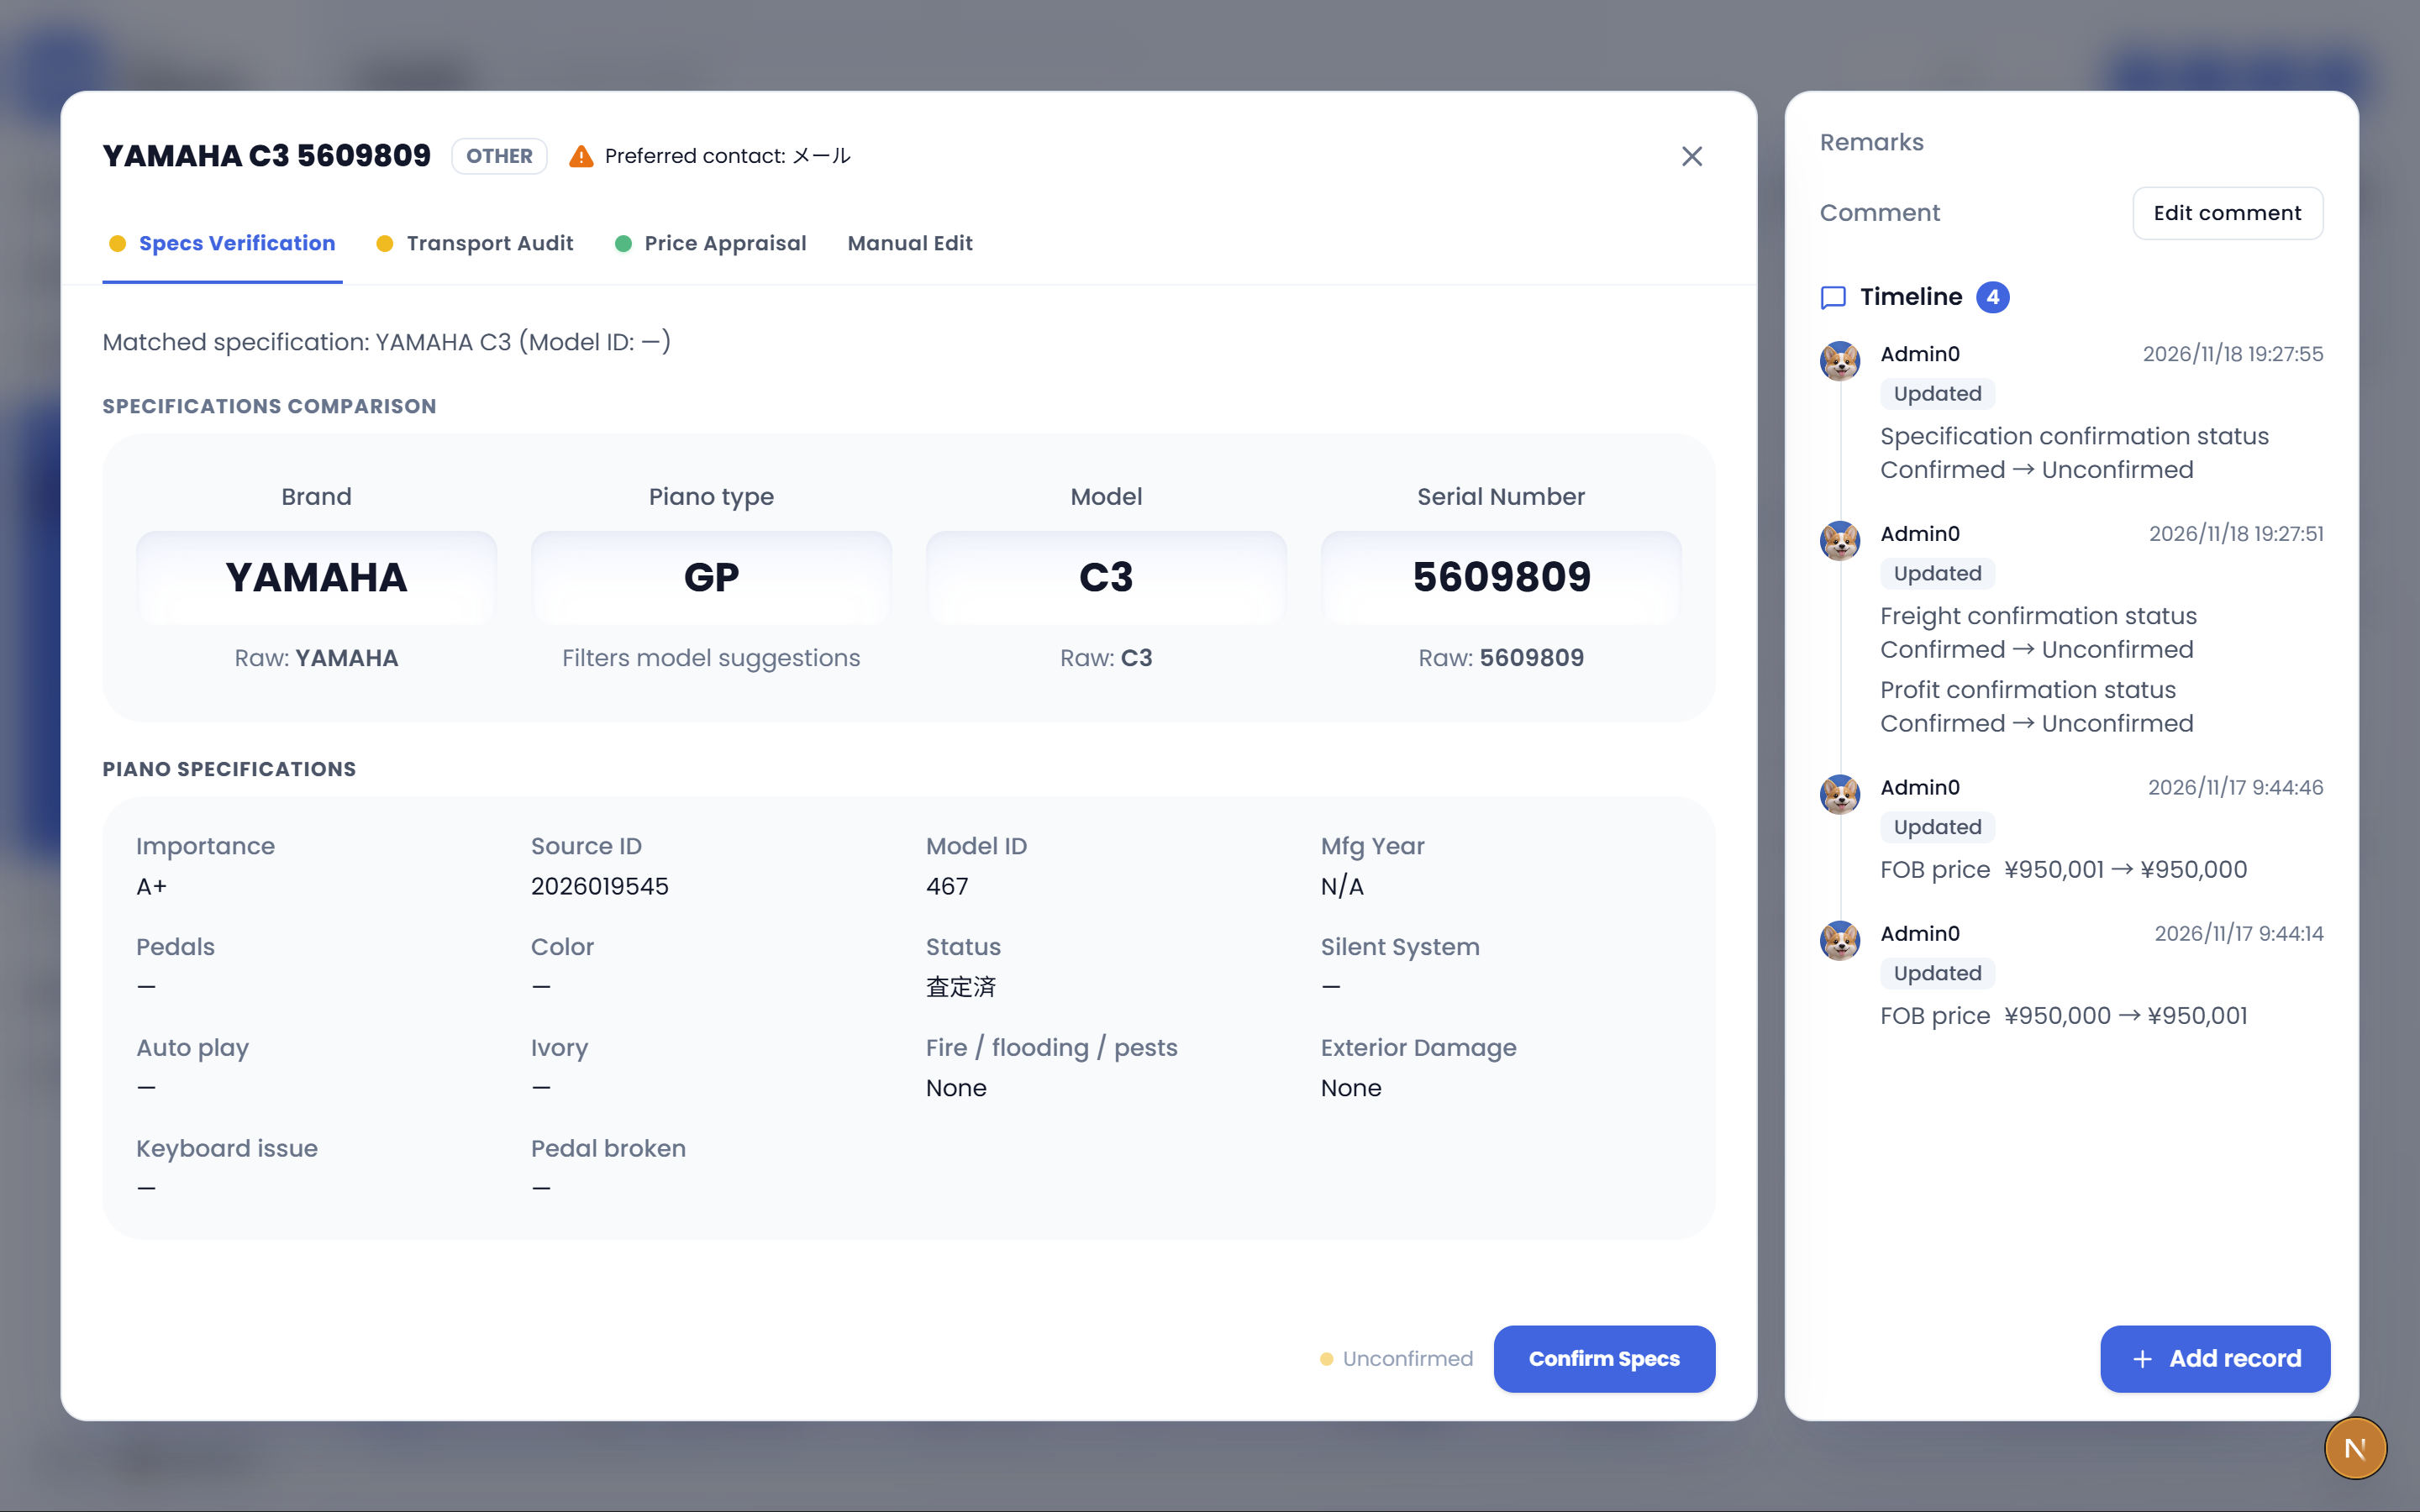 YAMAHA C3 5609809
OTHER
Preferred contact: メール
Specs Verification
Transport Audit
Price Appraisal
Manual Edit
Matched specification: YAMAHA C3 (Model ID: —)
SPECIFICATIONS COMPARISON
Brand
Piano type
Model
Serial Number
YAMAHA
GP
C3
5609809
Raw: YAMAHA
Filters model suggestions
Raw: C3
Raw: 5609809
PIANO SPECIFICATIONS
Importance
Source ID
Model ID
Mfg Year
A+
2026019545
467
N/A
Pedals
Color
Status
Silent System
—
—
査定済
—
Auto play
Ivory
Fire / flooding / pests
Exterior Damage
—
—
None
None
Keyboard issue
Pedal broken
—
—
Unconfirmed
Confirm Specs
Remarks
Comment
Edit comment
Timeline 4
Admin0 2026/11/18 19:27:55
Updated
Specification confirmation status
Confirmed → Unconfirmed
Admin0 2026/11/18 19:27:51
Updated
Freight confirmation status
Confirmed → Unconfirmed
Profit confirmation status
Confirmed → Unconfirmed
Admin0 2026/11/17 9:44:46
Updated
FOB price ¥950,001 → ¥950,000
Admin0 2026/11/17 9:44:14
Updated
FOB price ¥950,000 → ¥950,001
+ Add record
N